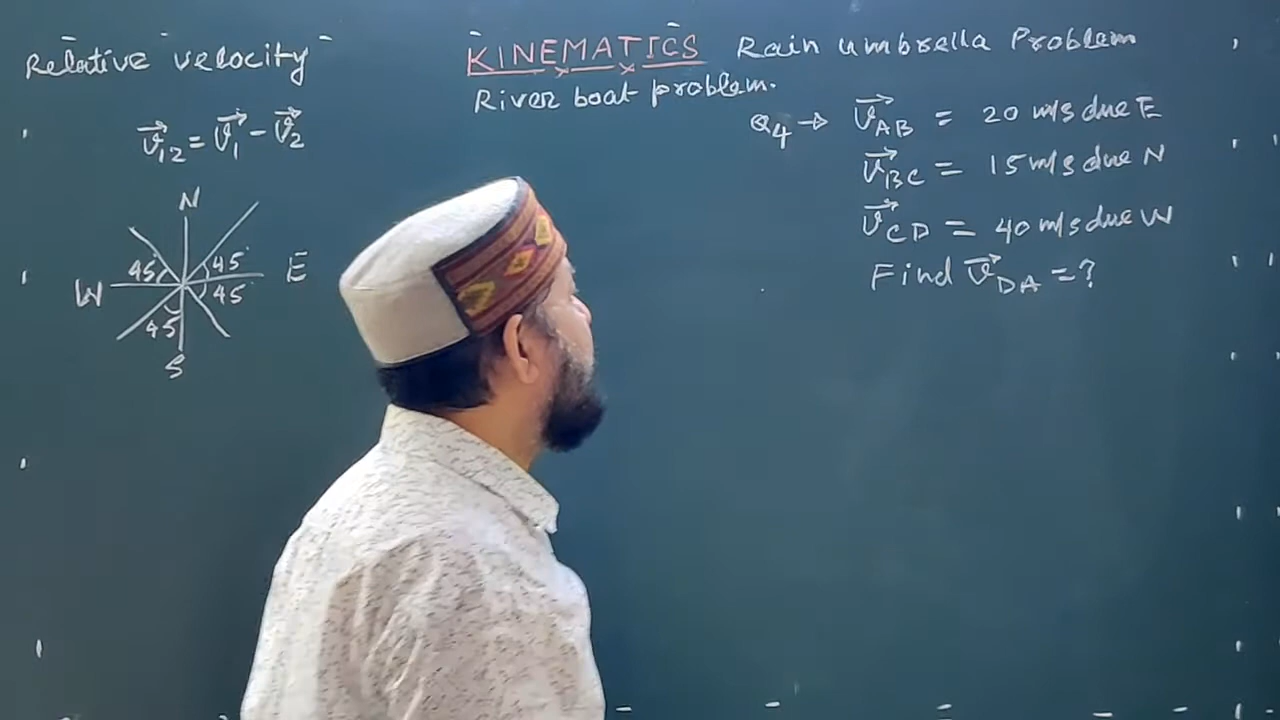 Relative velocity
KINEMATICS Rain umbrella Problem
River boat problem.
v⃗₁₂ = v⃗₁ - v⃗₂
N
45 45
W E
45
45
S
Q4 → v⃗AB = 20 m/s due E
v⃗BC = 15 m/s due N
v⃗CD = 40 m/s due W
Find v⃗DA = ?